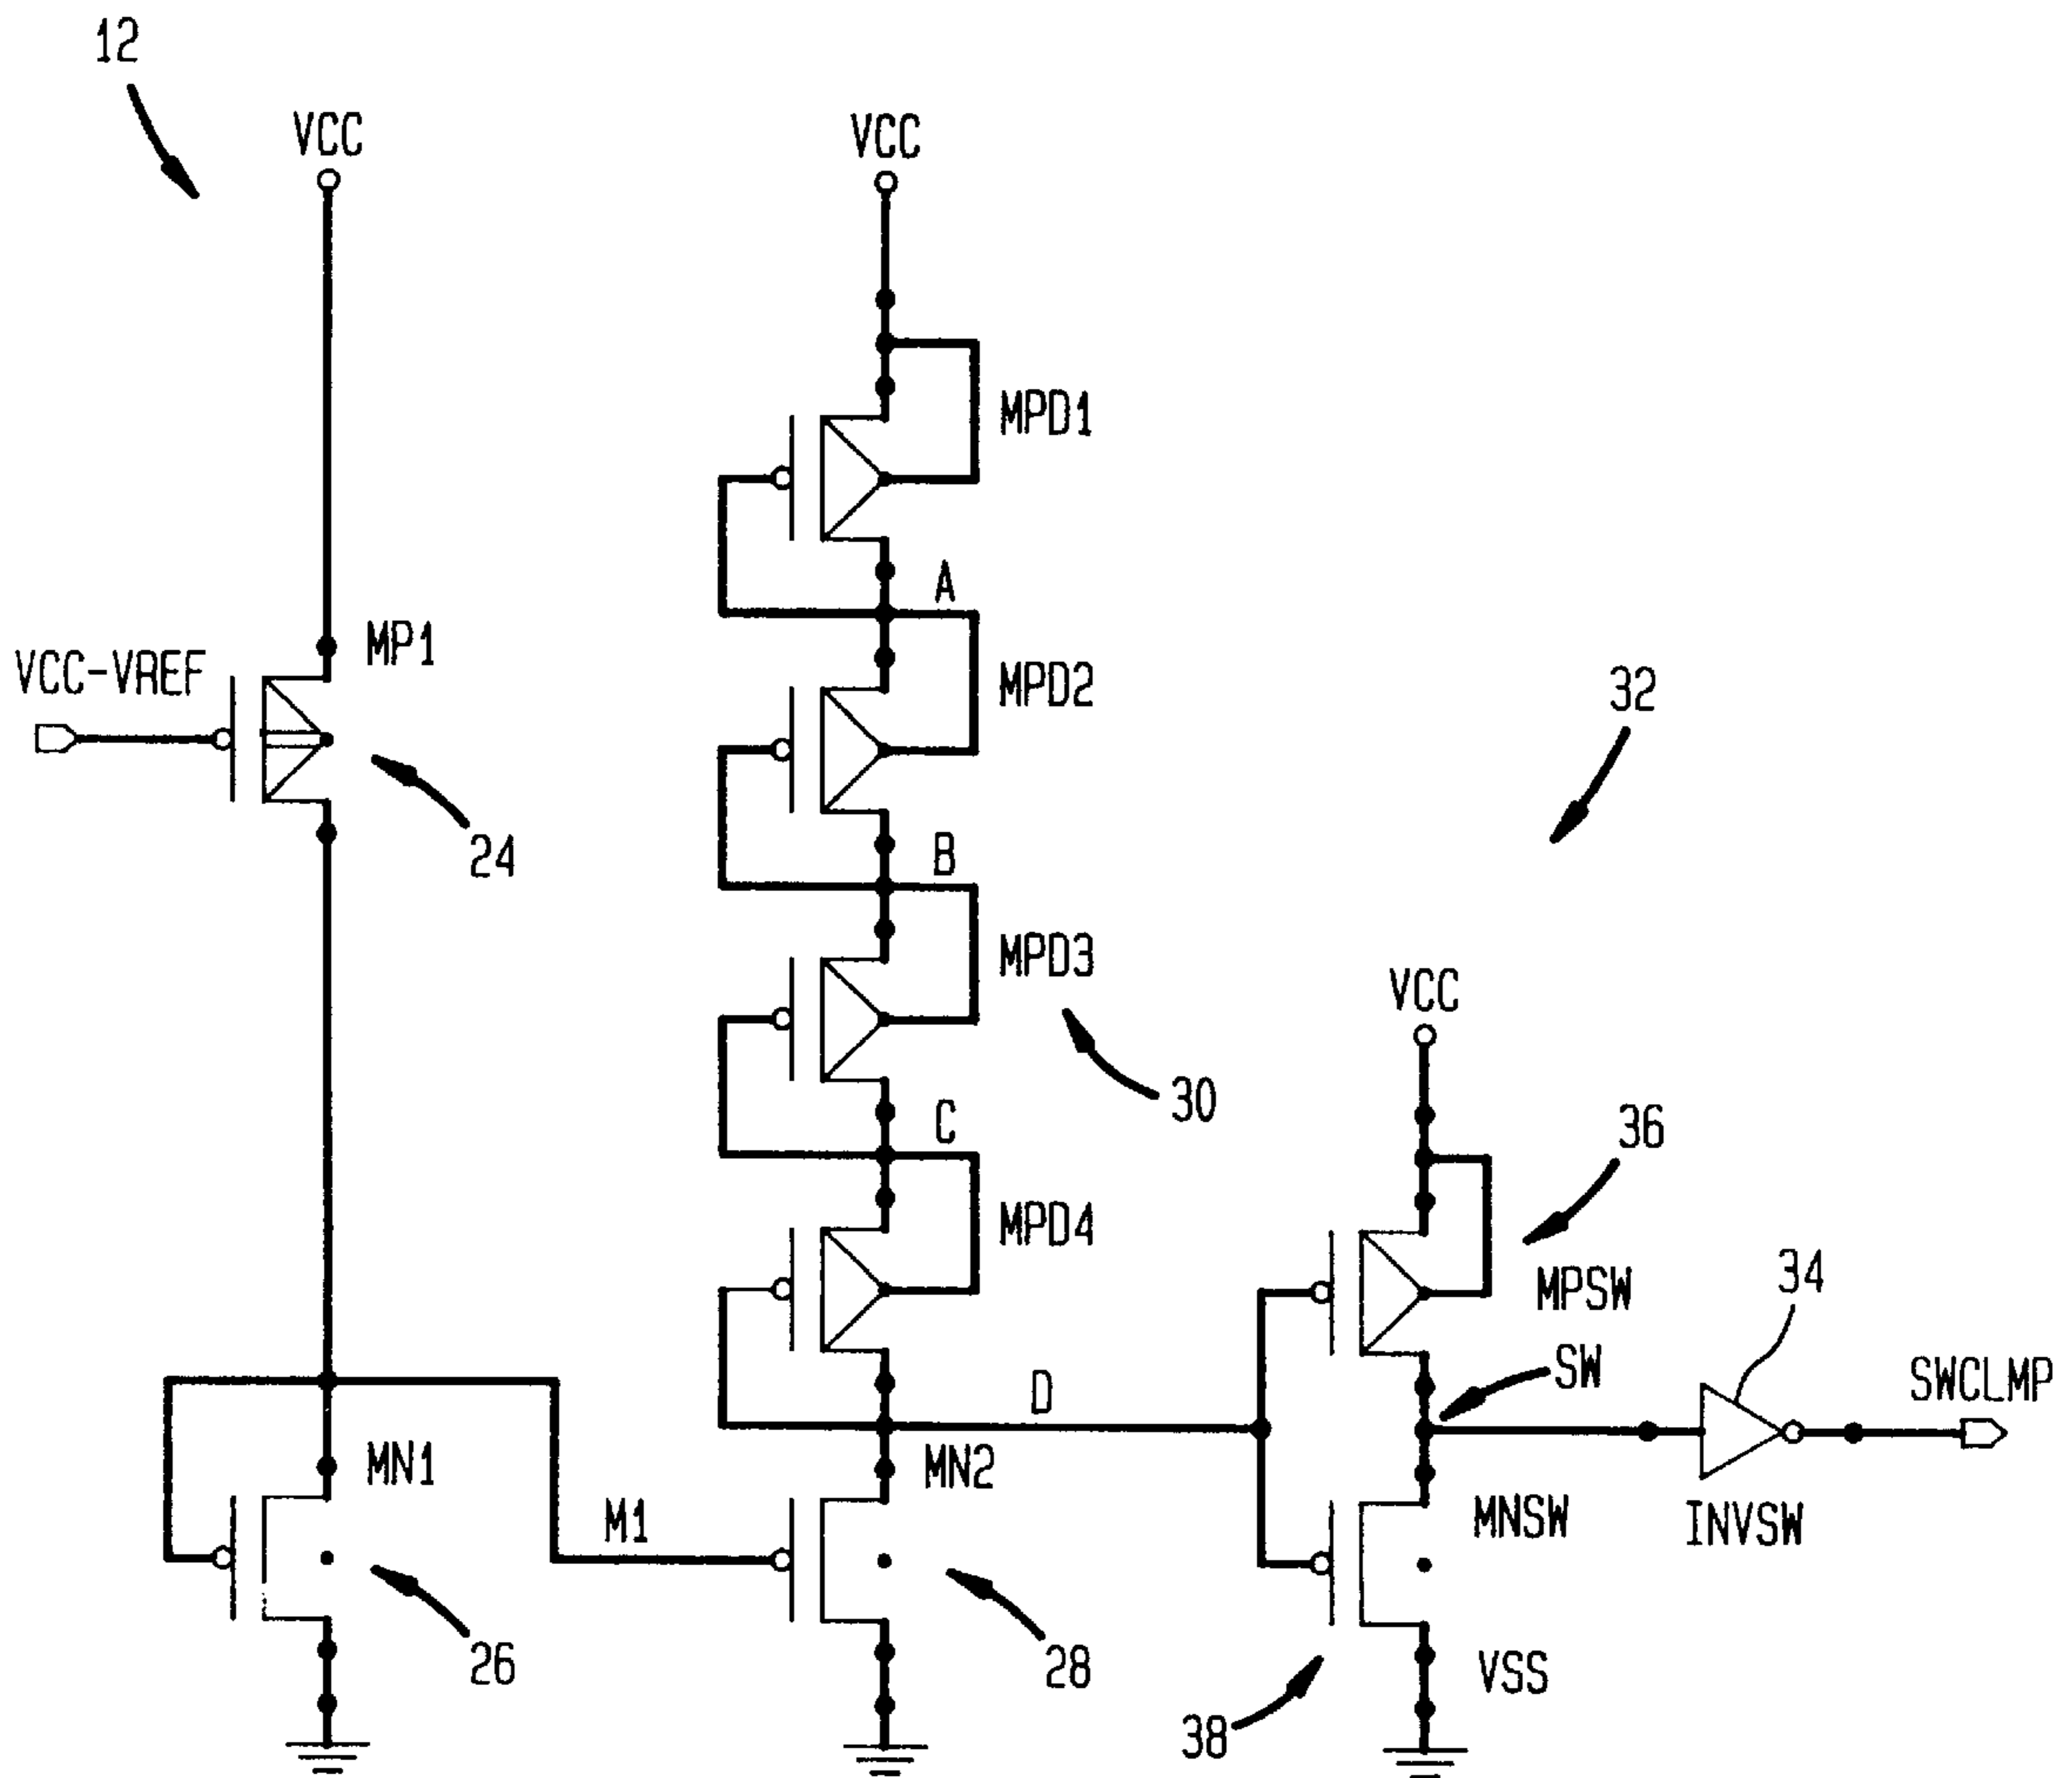 12
VCC
VCC
MPD1
A
MP1
VCC-VREF
MPD2
32
24
B
MPD3
VCC
30
C
36
MPD4
34
MPSW
SW
SWCLMP
D
MN1
MN2
M1
MNSW
INVSW
26
28
VSS
38